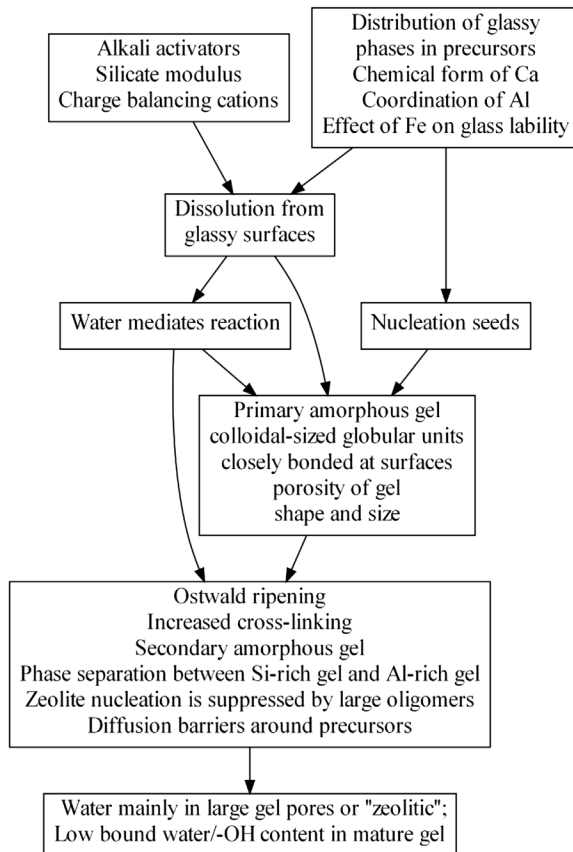 Alkali activators
Silicate modulus
Charge balancing cations
Distribution of glassy
phases in precursors
Chemical form of Ca
Coordination of Al
Effect of Fe on glass lability
Dissolution from
glassy surfaces
Water mediates reaction
Nucleation seeds
Primary amorphous gel
colloidal-sized globular units
closely bonded at surfaces
porosity of gel
shape and size
Ostwald ripening
Increased cross-linking
Secondary amorphous gel
Phase separation between Si-rich gel and Al-rich gel
Zeolite nucleation is suppressed by large oligomers
Diffusion barriers around precursors
Water mainly in large gel pores or "zeolitic";
Low bound water/-OH content in mature gel